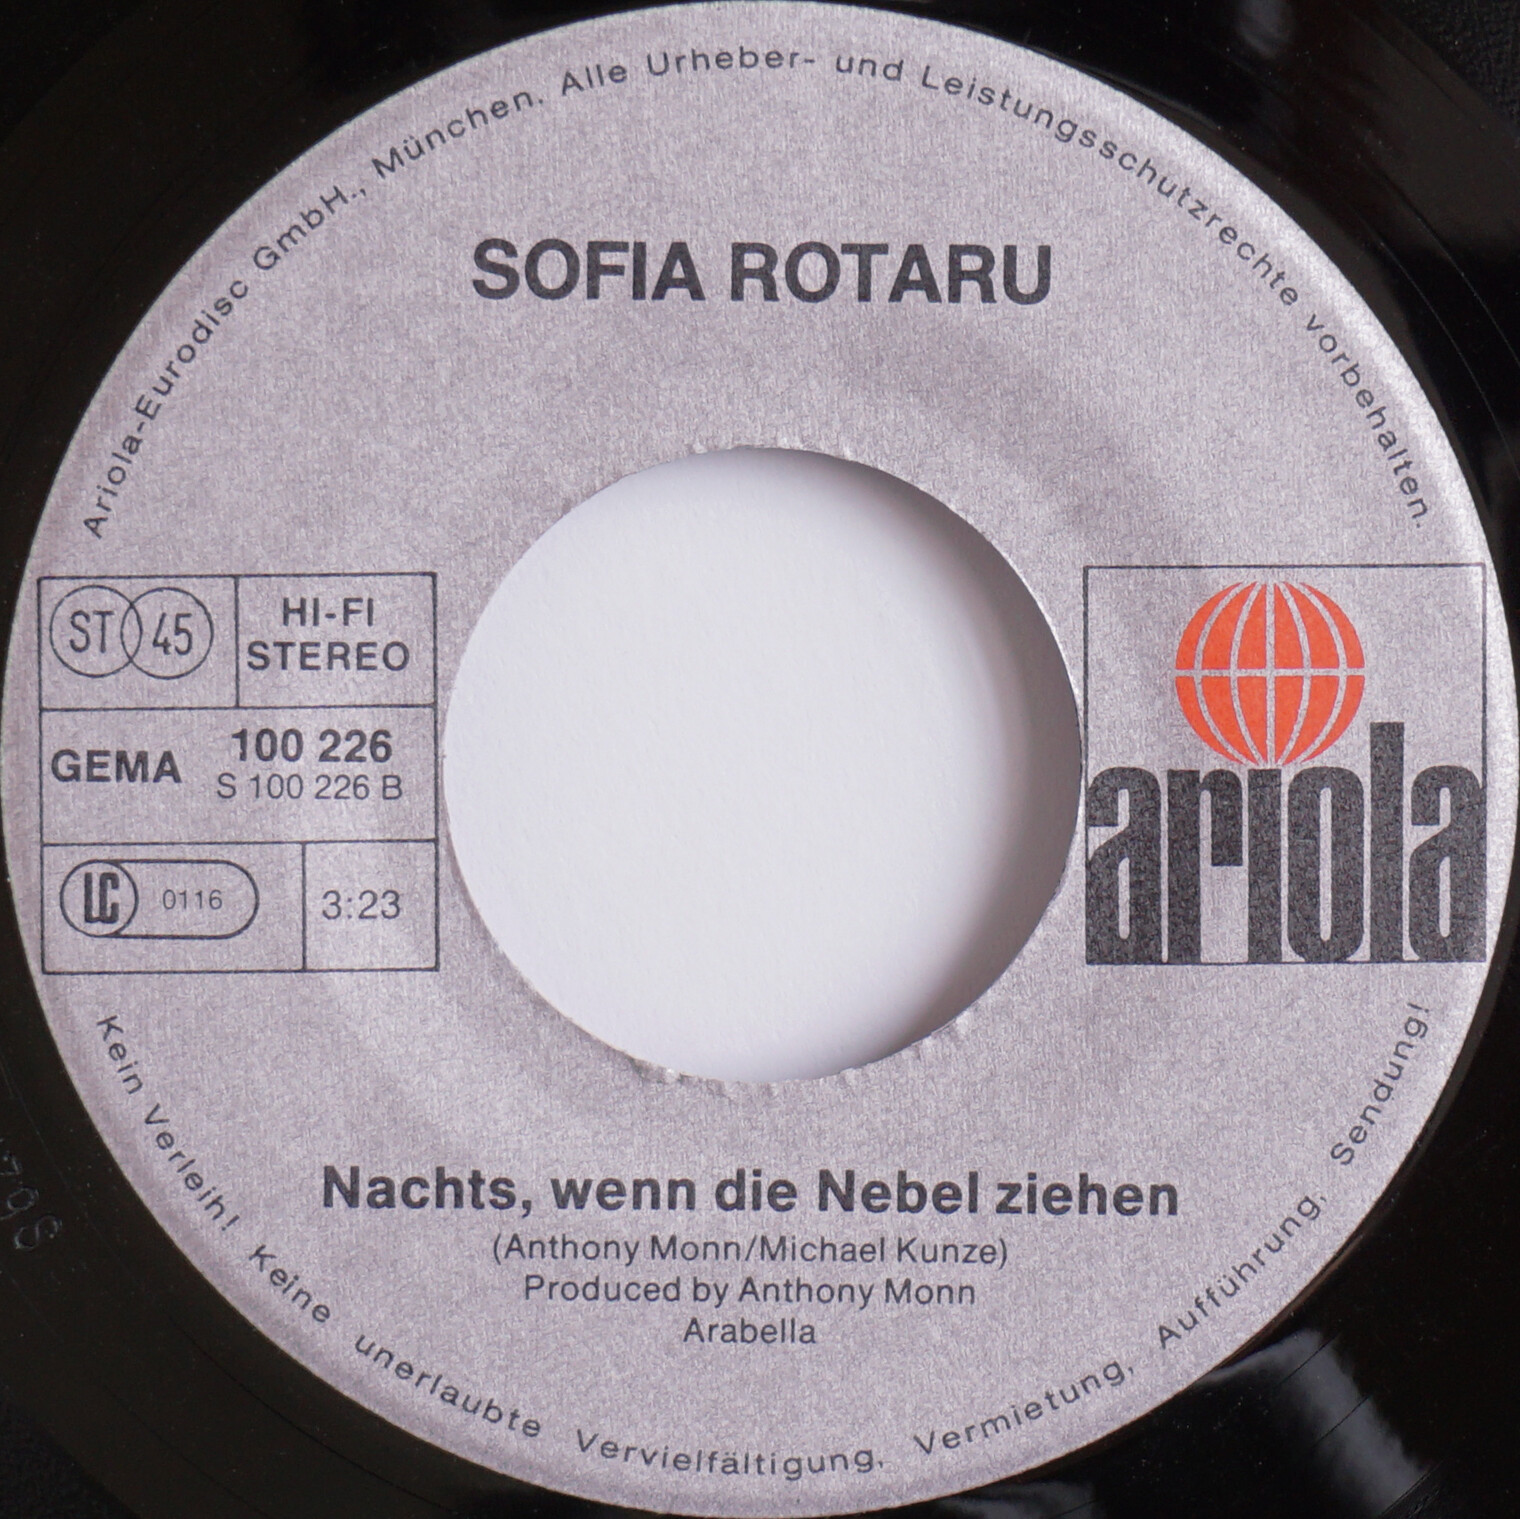 Ariola-Eurodisc GmbH., München. Alle Urheber- und Leistungsschutzrechte vorbehalten.
SOFIA ROTARU
ST 45
HI-FI
STEREO
GEMA
100 226
S 100 226 B
LC 0116
3:23
ariola
Nachts, wenn die Nebel ziehen
(Anthony Monn/Michael Kunze)
Produced by Anthony Monn
Arabella
Kein Verleih! Keine unerlaubte Vervielfältigung, Vermietung, Aufführung, Sendung!